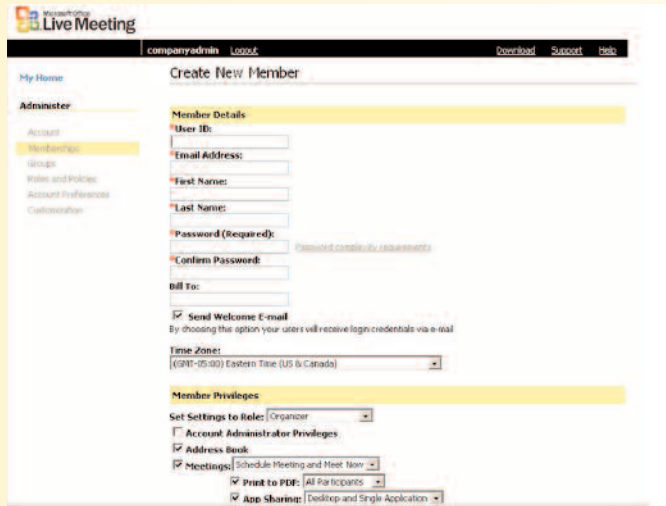 Microsoft Office
Live Meeting
companyadmin Logout Download Support Help
My Home
Create New Member
Administer
Account
Memberships
Groups
Roles and Policies
Account Preferences
Customization
Member Details
*User ID:
*Email Address:
*First Name:
*Last Name:
*Password (Required):
Password complexity requirements
*Confirm Password:
Bill To:
Send Welcome E-mail
By choosing this option your users will receive login credentials via e-mail
Time Zone:
(GMT-05:00) Eastern Time (US & Canada)
Member Privileges
Set Settings to Role: Organizer
Account Administrator Privileges
Address Book
Meetings: Schedule Meeting and Meet Now
Print to PDF: All Participants
App Sharing: Desktop and Single Application